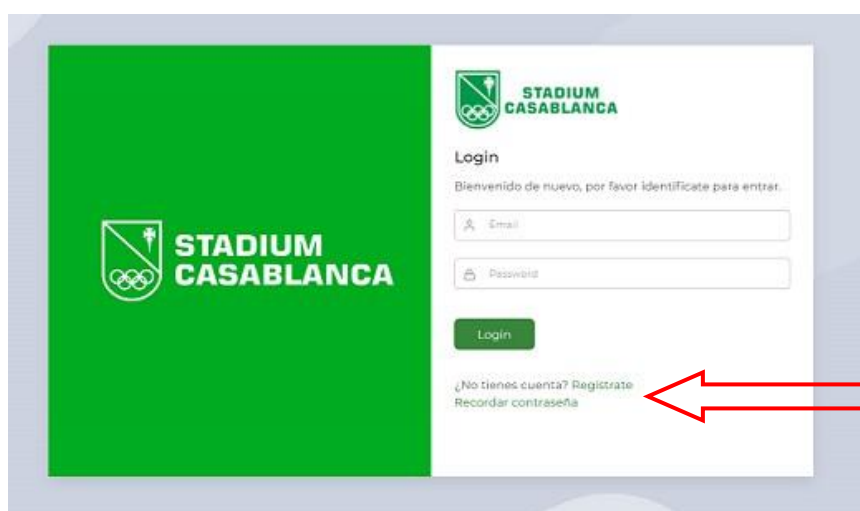 STADIUM
CASABLANCA
STADIUM
CASABLANCA
Login
Bienvenido de nuevo, por favor identifícate para entrar.
Email
Password
Login
¿No tienes cuenta? Regístrate
Recordar contraseña